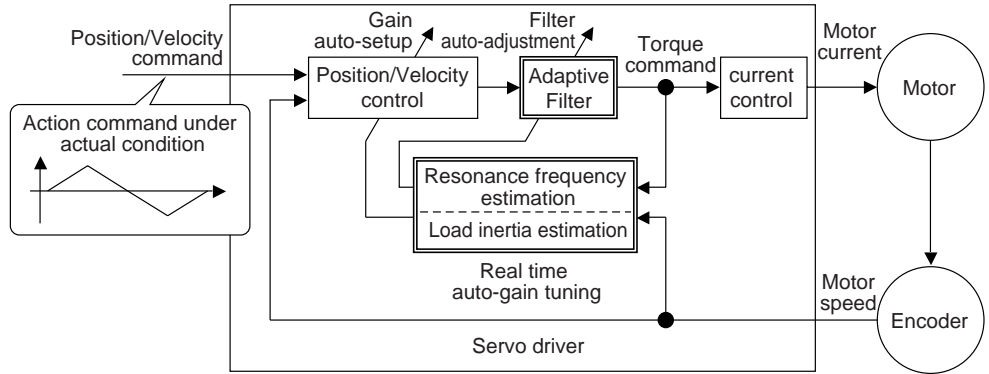 Gain
auto-setup
Filter
auto-adjustment
Position/Velocity
command
Torque
command
Motor
current
Position/Velocity
control
Adaptive
Filter
current
control
Motor
Action command under
actual condition
Resonance frequency
estimation
Load inertia estimation
Real time
auto-gain tuning
Motor
speed
Encoder
Servo driver